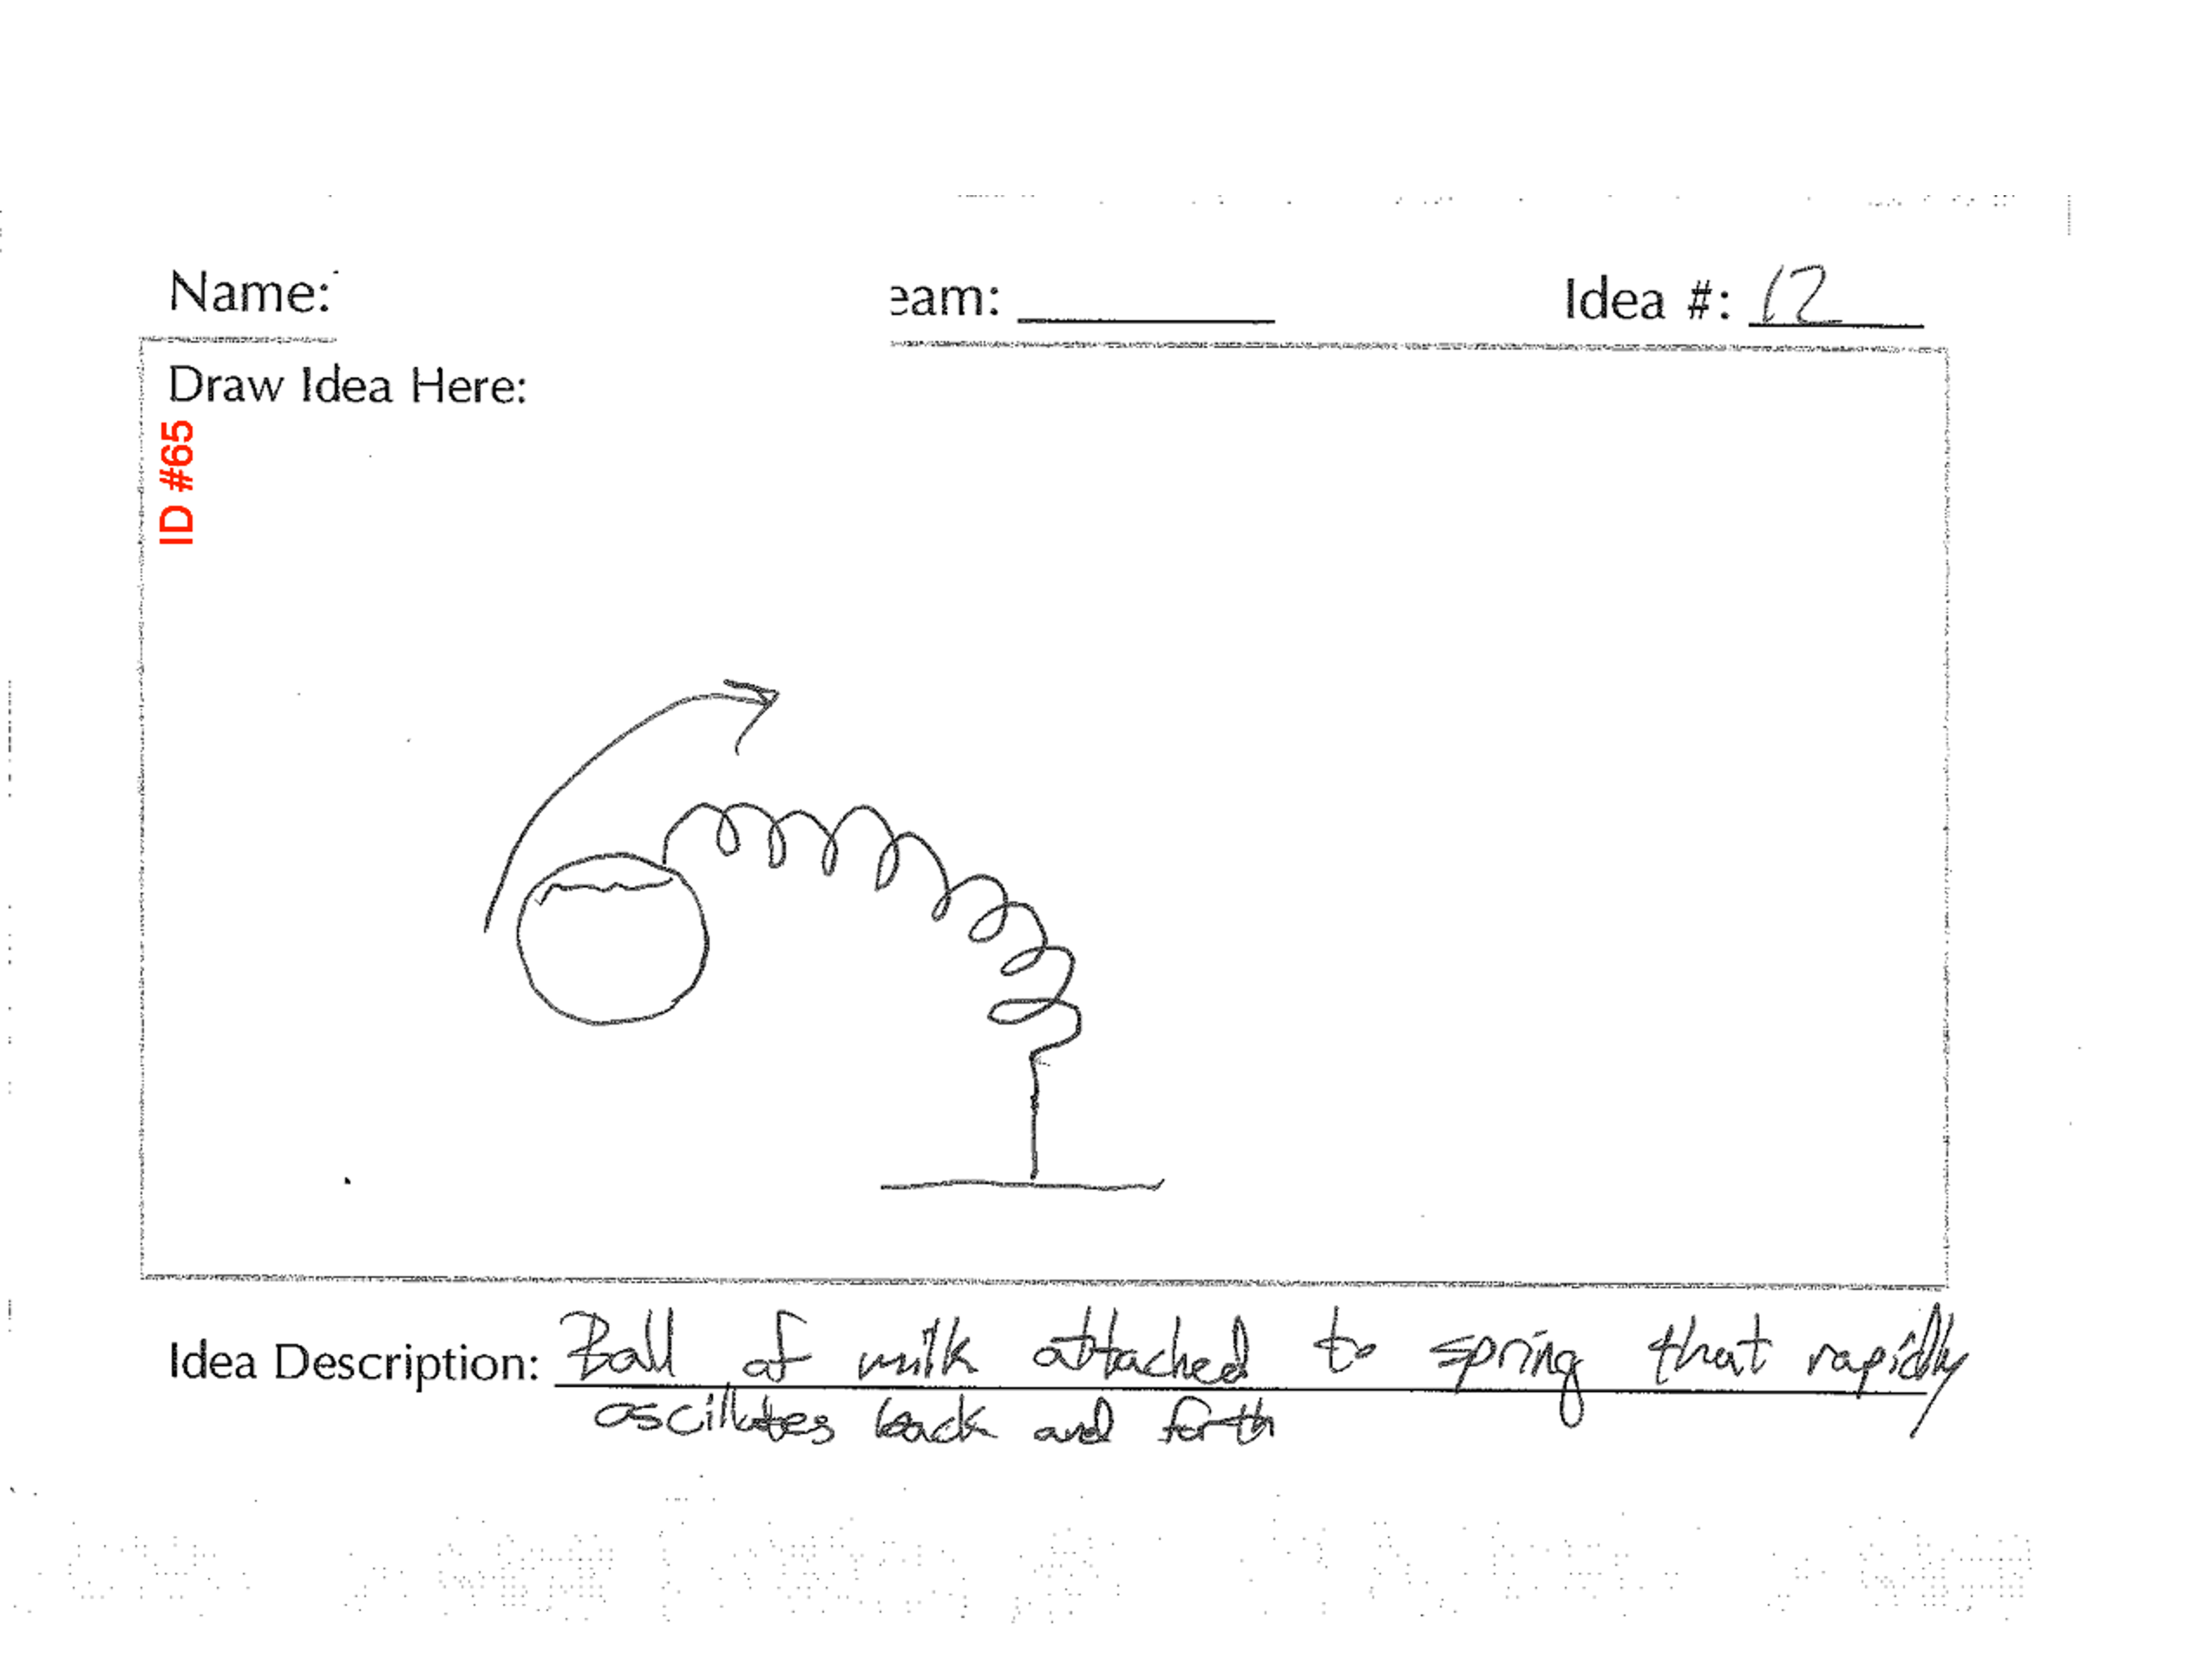 Name:
eam:
Idea #: 12
Draw Idea Here:
ID #65
Idea Description: Ball of milk attached to spring that rapidly
oscillates back and forth